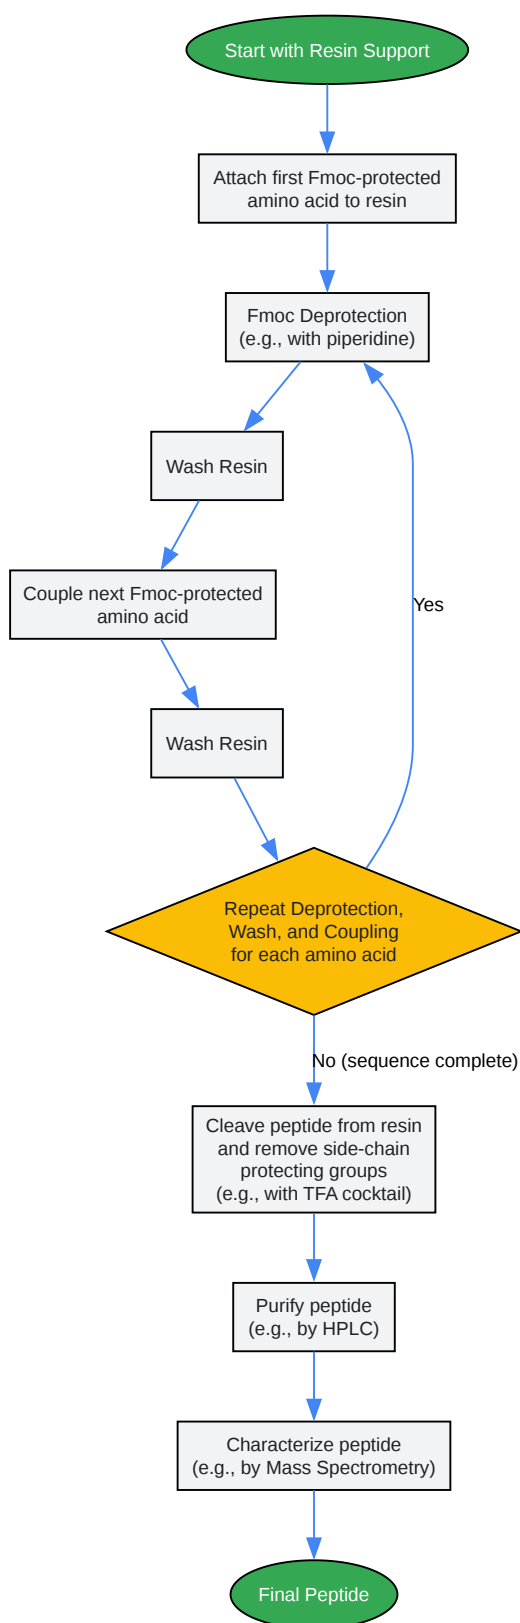 Start with Resin Support
Attach first Fmoc-protected
amino acid to resin
Fmoc Deprotection
(e.g., with piperidine)
Wash Resin
Couple next Fmoc-protected
amino acid
Yes
Wash Resin
Repeat Deprotection,
Wash, and Coupling
for each amino acid
No (sequence complete)
Cleave peptide from resin
and remove side-chain
protecting groups
(e.g., with TFA cocktail)
Purify peptide
(e.g., by HPLC)
Characterize peptide
(e.g., by Mass Spectrometry)
Final Peptide